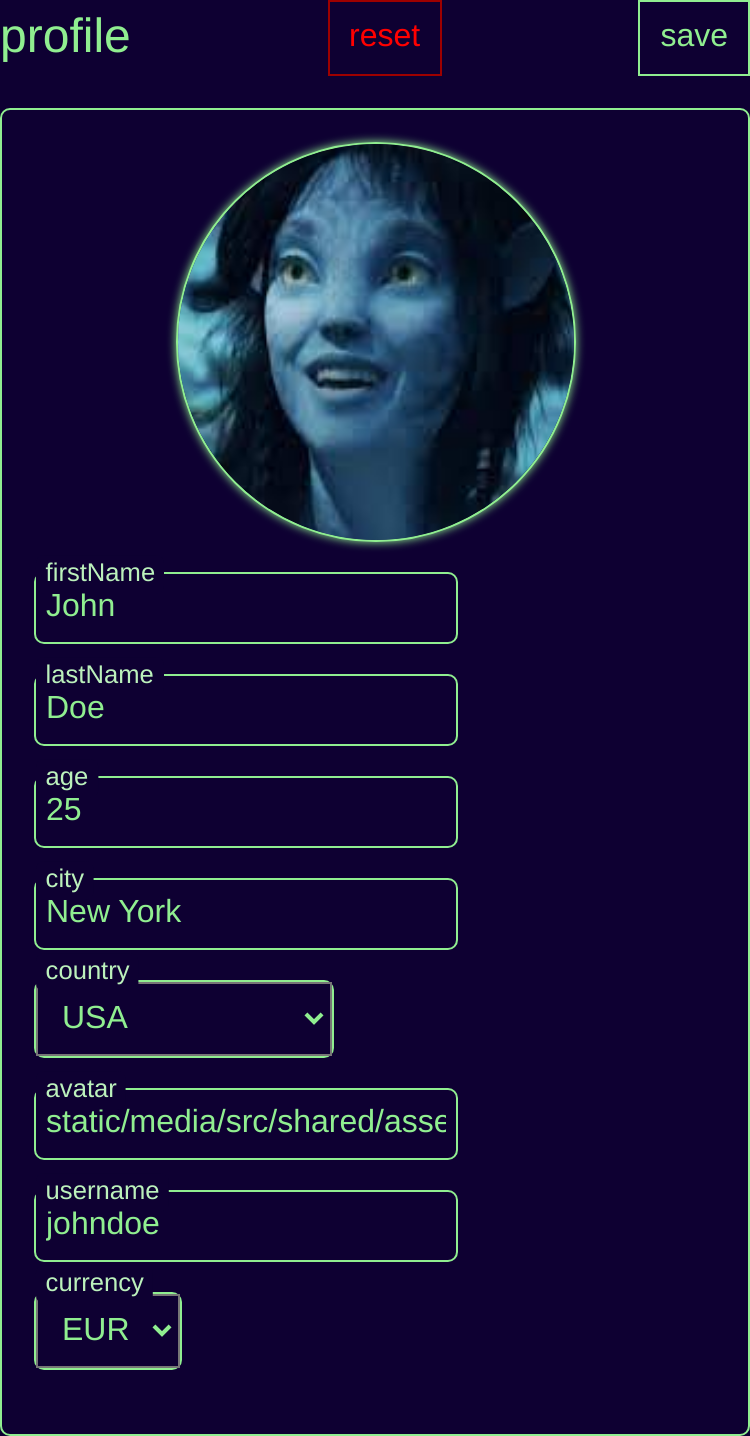 profile
reset
save
firstName
John
lastName
Doe
age
25
city
New York
country
USA
avatar
static/media/src/shared/asse
username
johndoe
currency
EUR